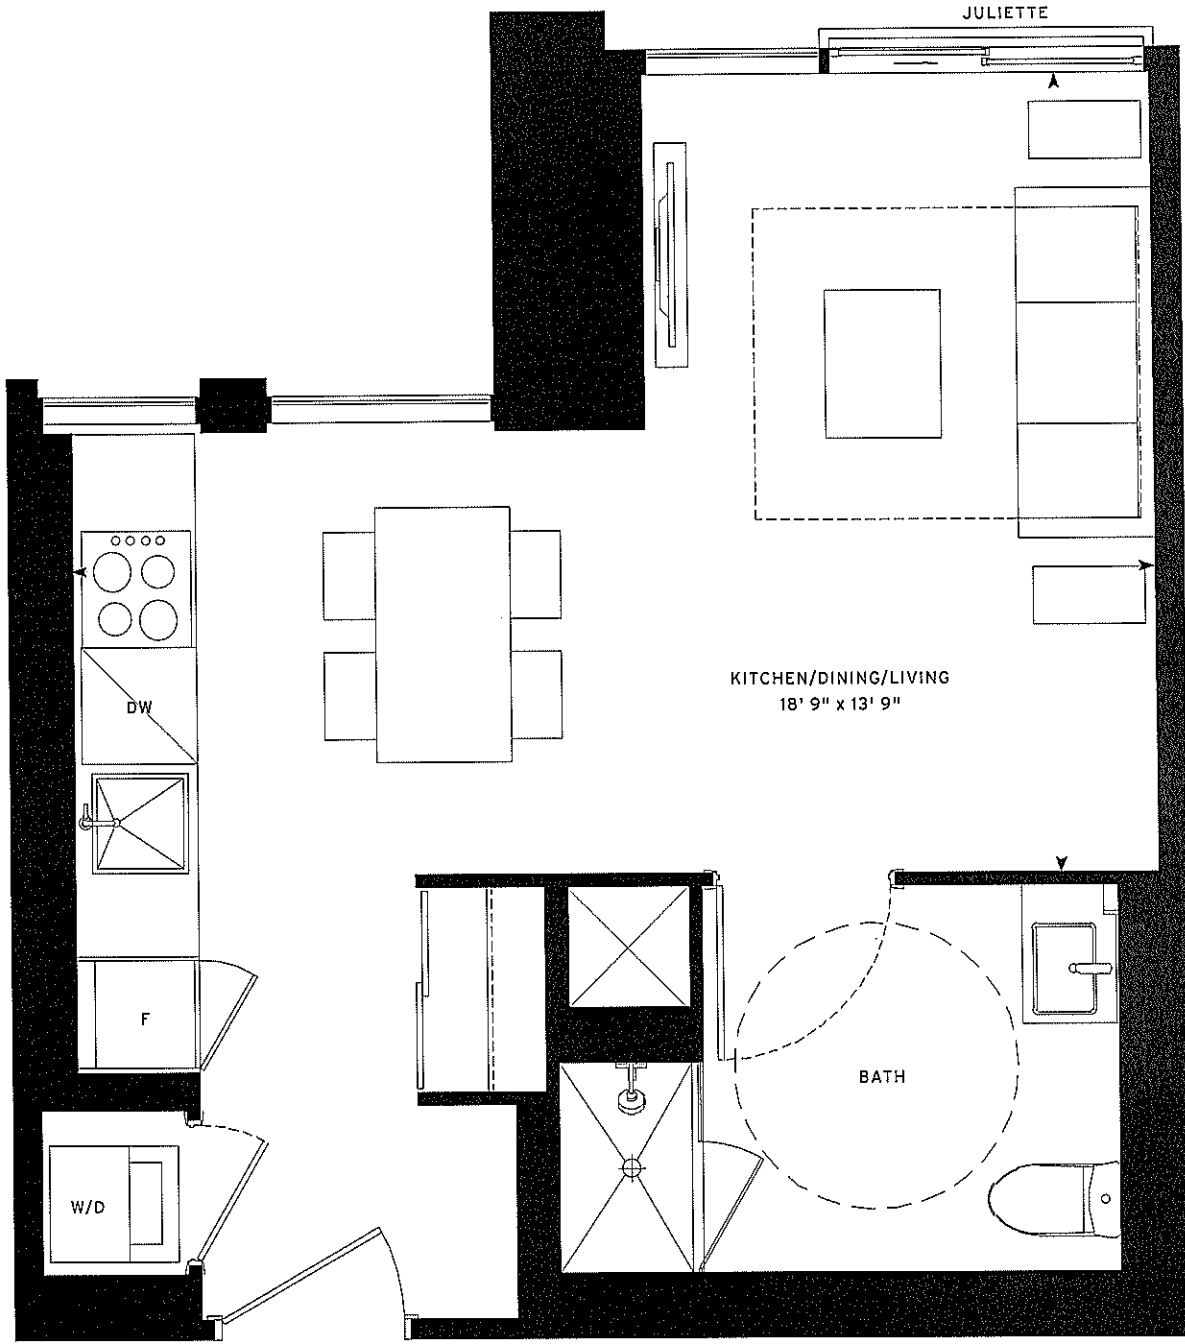 JULIETTE
KITCHEN/DINING/LIVING
18' 9" x 13' 9"
DW
F
BATH
W/D